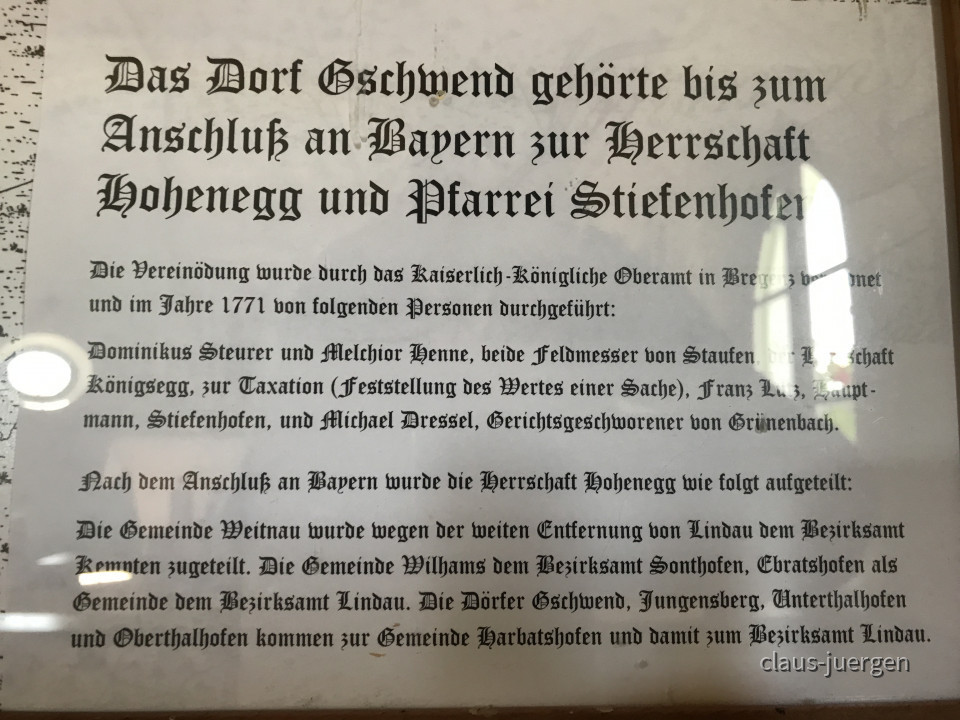 Das Dorf Gschwend gehörte bis zum
Anschluß an Bayern zur Herrschaft
Hohenegg und Pfarrei Stiefenhofen
Die Vereinödung wurde durch das Kaiserlich-Königliche Oberamt in Bregenz verordnet
und im Jahre 1771 von folgenden Personen durchgeführt:
Dominikus Steurer und Melchior Henne, beide Feldmesser von Staufen, der Herrschaft
Königsegg, zur Taxation (Feststellung des Wertes einer Sache), Franz Haupt-
mann, Stiefenhofen, und Michael Dressel, Gerichtsgeschworener von Grünenbach.
Nach dem Anschluß an Bayern wurde die Herrschaft Hohenegg wie folgt aufgeteilt:
Die Gemeinde Weitnau wurde wegen der weiten Entfernung von Lindau dem Bezirksamt
Kempten zugeteilt. Die Gemeinde Wilhams dem Bezirksamt Sonthofen, Ebratshofen als
Gemeinde dem Bezirksamt Lindau. Die Dörfer Gschwend, Jungensberg, Unterthalhofen
und Oberthalhofen kommen zur Gemeinde Harbatshofen und damit zum Bezirksamt Lindau.
claus-juergen